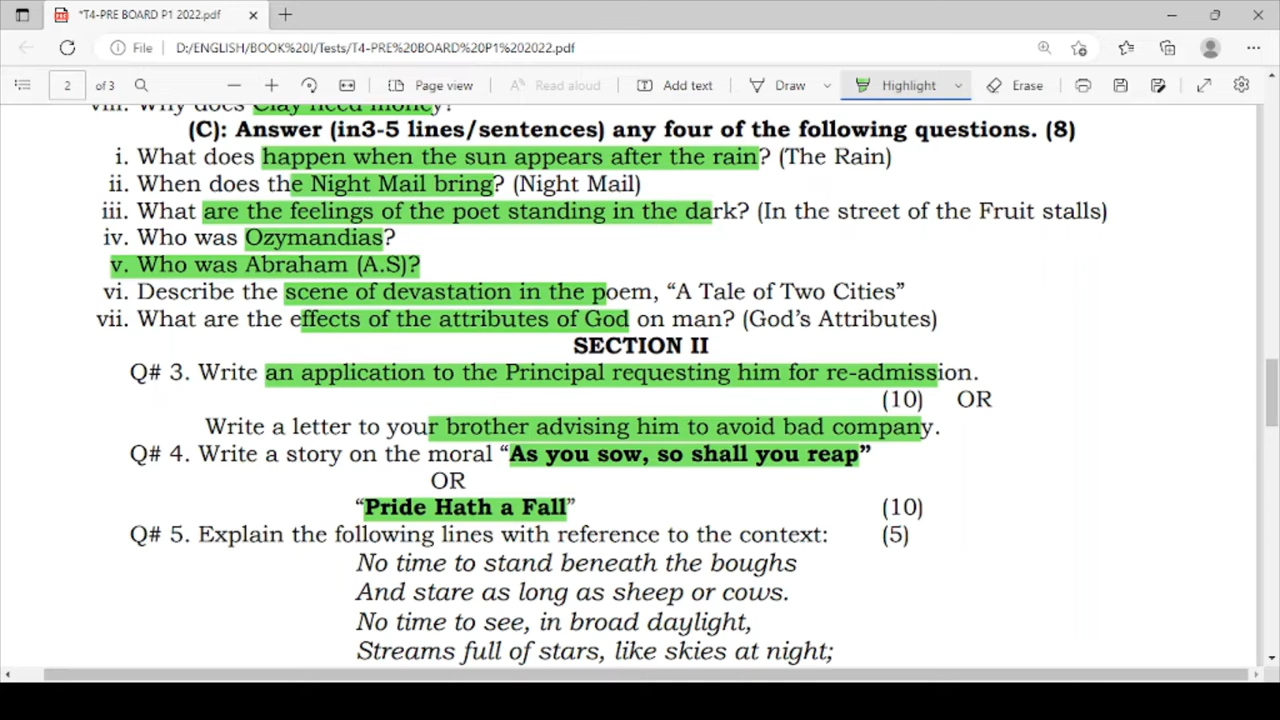 *T4-PRE BOARD P1 2022.pdf
File D:/ENGLISH/BOOK%20I/Tests/T4-PRE%20BOARD%20P1%202022.pdf
2 of 3 Page view Read aloud Add text Draw Highlight Erase
viii. Why does Clay need money?
(C): Answer (in3-5 lines/sentences) any four of the following questions. (8)
i. What does happen when the sun appears after the rain? (The Rain)
ii. When does the Night Mail bring? (Night Mail)
iii. What are the feelings of the poet standing in the dark? (In the street of the Fruit stalls)
iv. Who was Ozymandias?
v. Who was Abraham (A.S)?
vi. Describe the scene of devastation in the poem, “A Tale of Two Cities”
vii. What are the effects of the attributes of God on man? (God’s Attributes)
SECTION II
Q# 3. Write an application to the Principal requesting him for re-admission.
(10) OR
Write a letter to your brother advising him to avoid bad company.
Q# 4. Write a story on the moral “As you sow, so shall you reap”
OR
“Pride Hath a Fall” (10)
Q# 5. Explain the following lines with reference to the context: (5)
No time to stand beneath the boughs
And stare as long as sheep or cows.
No time to see, in broad daylight,
Streams full of stars, like skies at night;